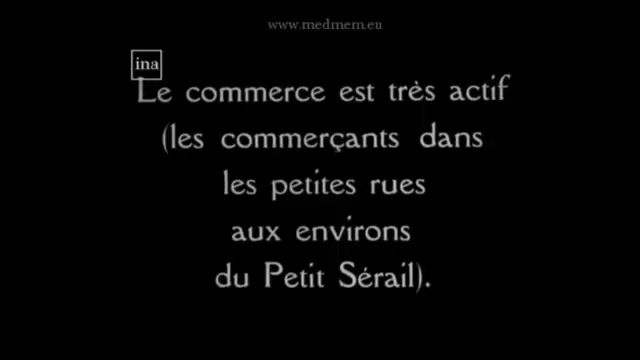 www.medmem.eu
ina
Le commerce est très actif
(les commerçants dans
les petites rues
aux environs
du Petit Sérail).